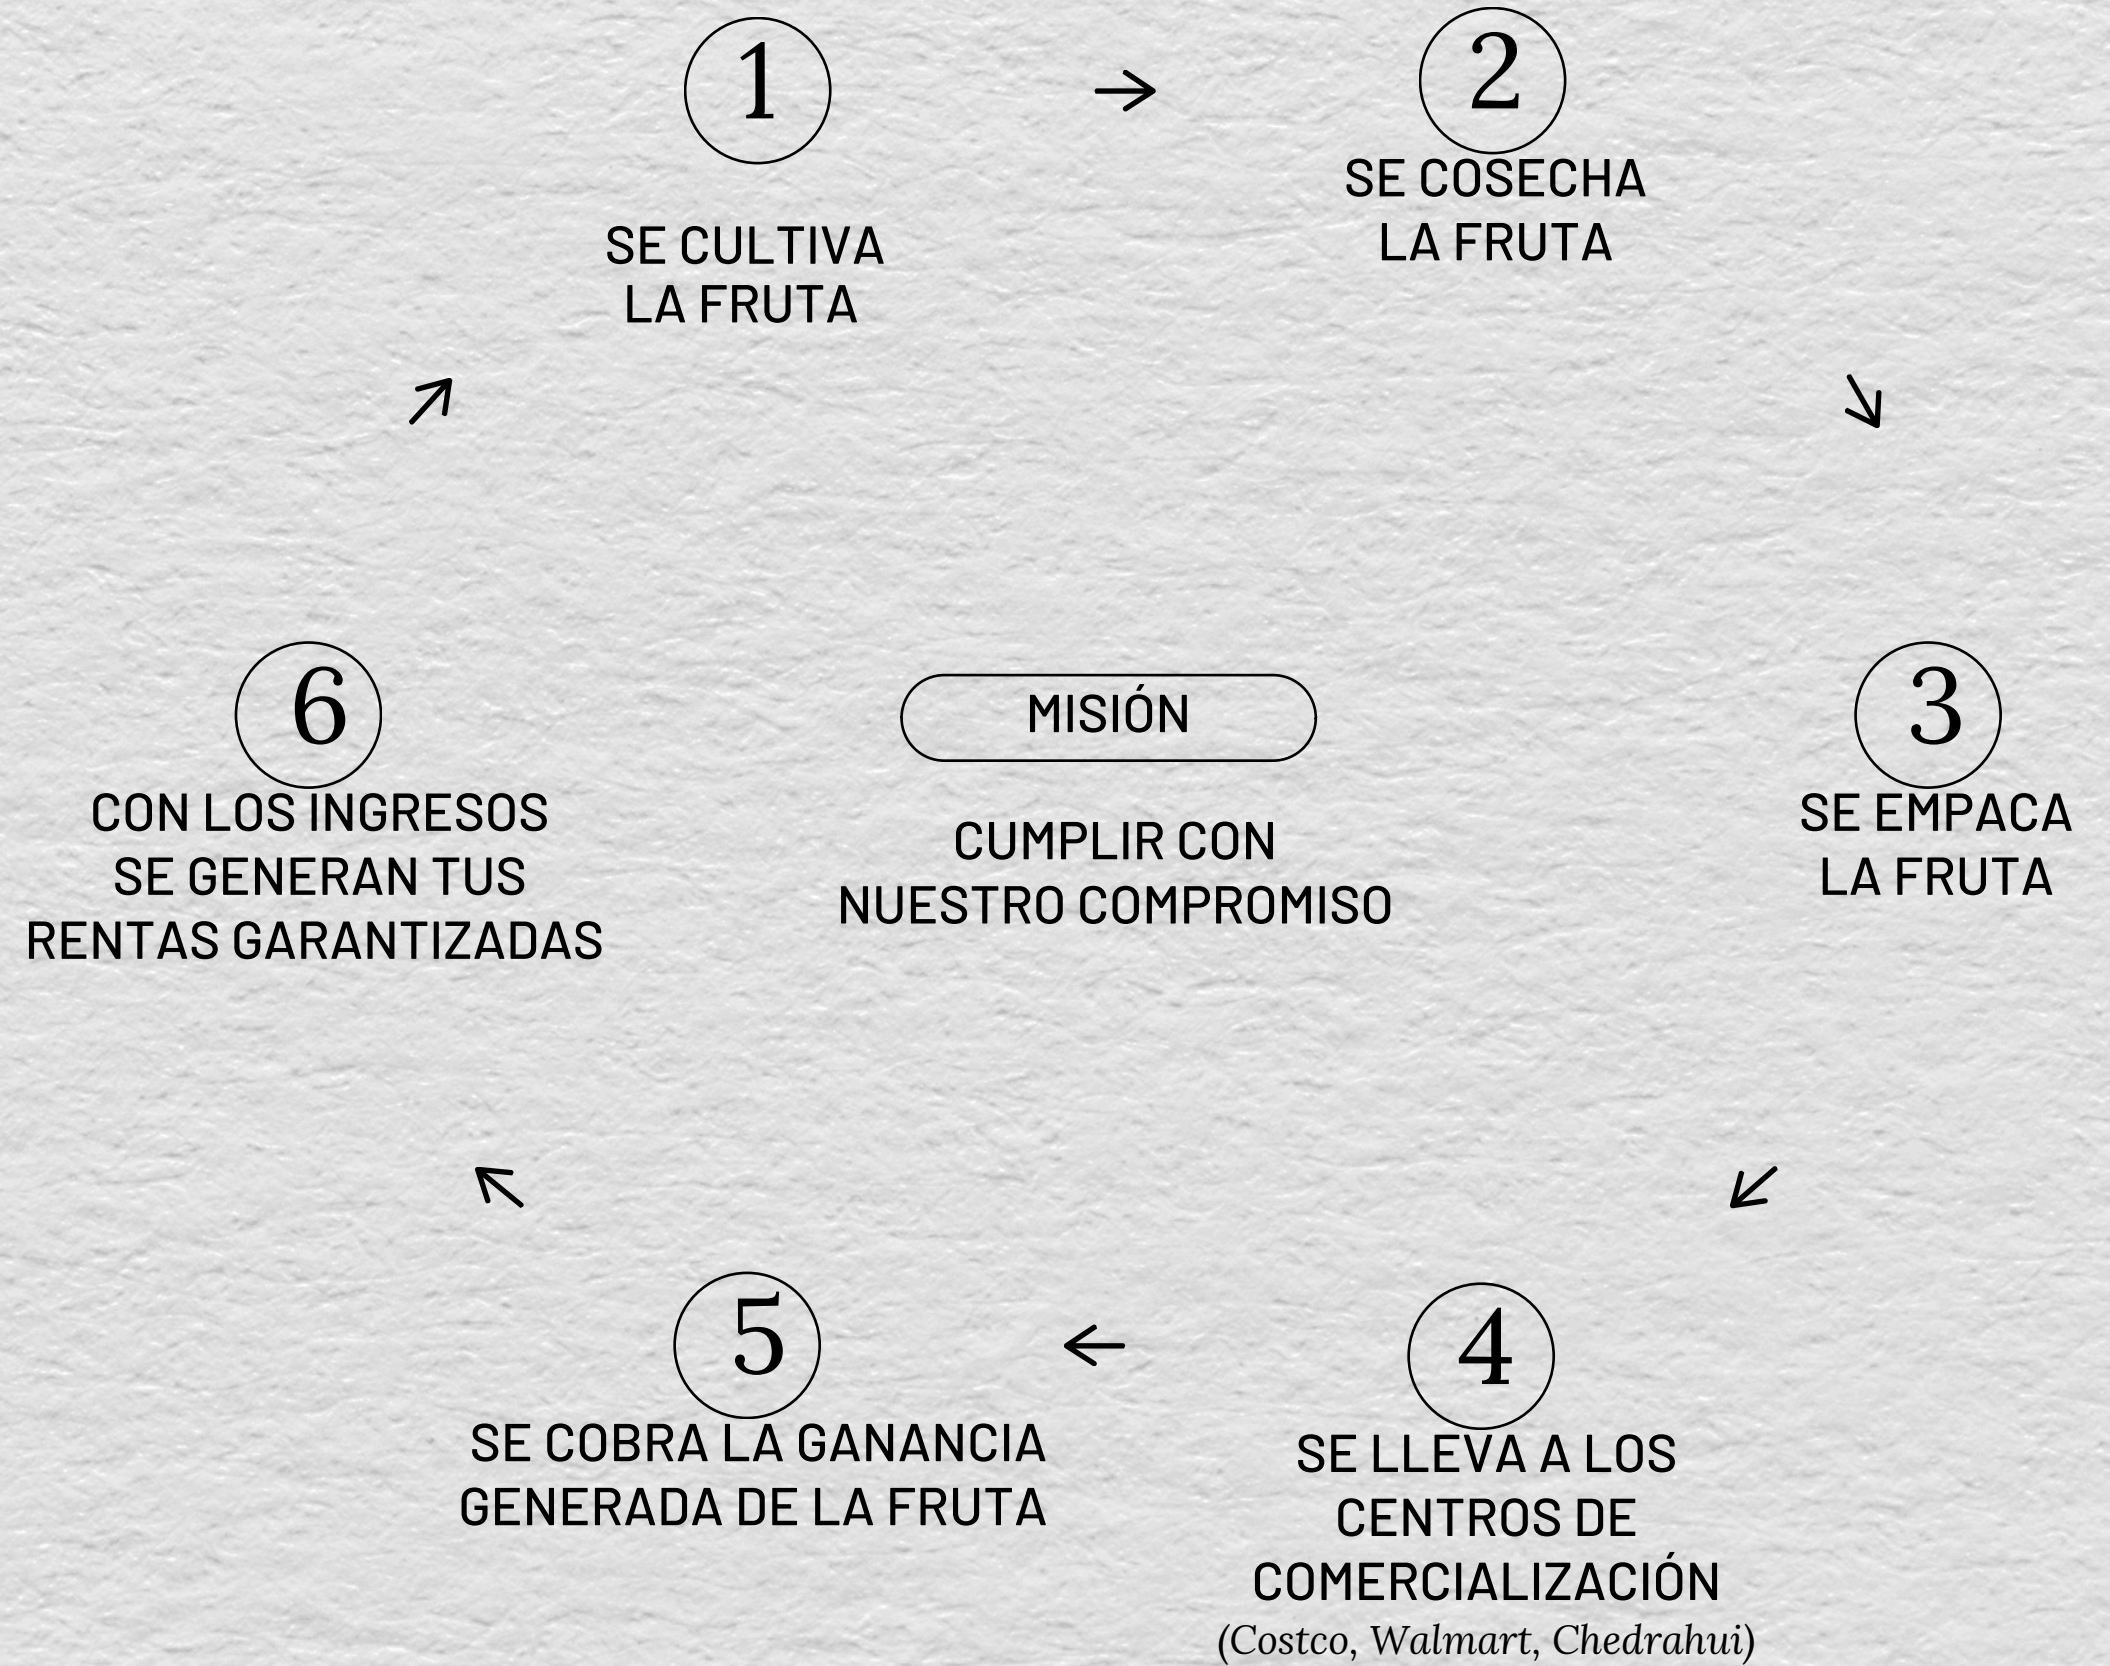 1
SE CULTIVA
LA FRUTA
2
SE COSECHA
LA FRUTA
3
SE EMPACA
LA FRUTA
4
SE LLEVA A LOS
CENTROS DE
COMERCIALIZACIÓN
(Costco, Walmart, Chedrahui)
5
SE COBRA LA GANANCIA
GENERADA DE LA FRUTA
6
CON LOS INGRESOS
SE GENERAN TUS
RENTAS GARANTIZADAS
MISIÓN
CUMPLIR CON
NUESTRO COMPROMISO